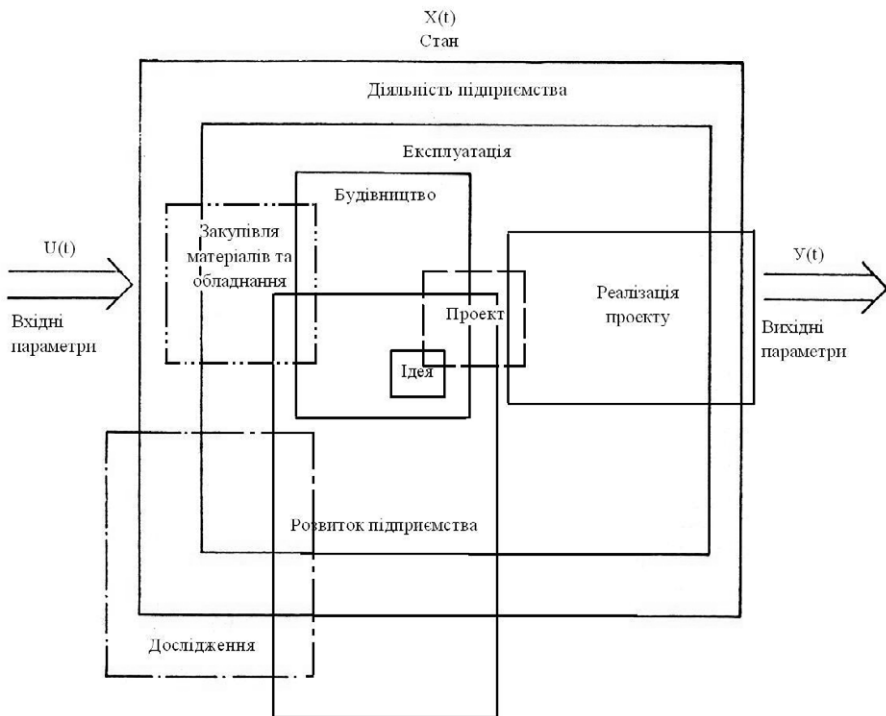 X(t)
Стан
Діяльність підприємства
Експлуатація
Будівництво
Закупівля
матеріалів та
обладнання
U(t)
Вхідні
параметри
Проект
Ідея
Реалізація
проекту
У(t)
Вихідні
параметри
Розвиток підприємства
Дослідження